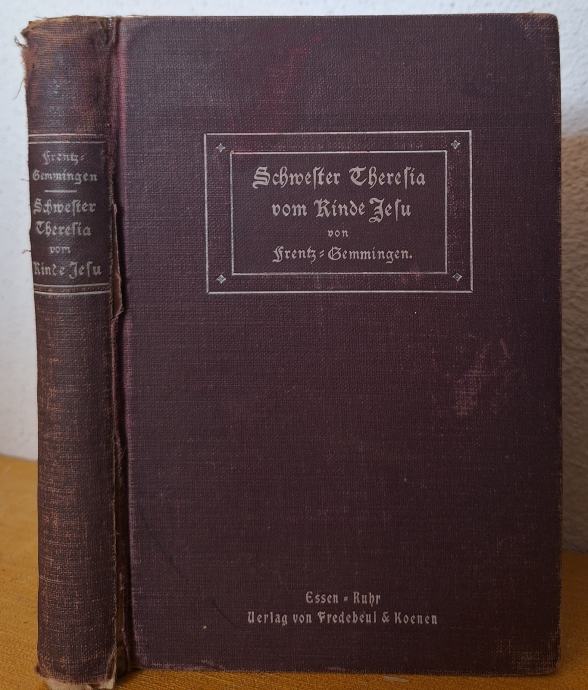 Frentz-
Gemmingen
Schwester
Theresia
vom
Kinde Jesu
Schwester Theresia
vom Kinde Jesu
von
Frentz-Gemmingen.
Essen-Ruhr
Verlag von Fredebeul & Koenen